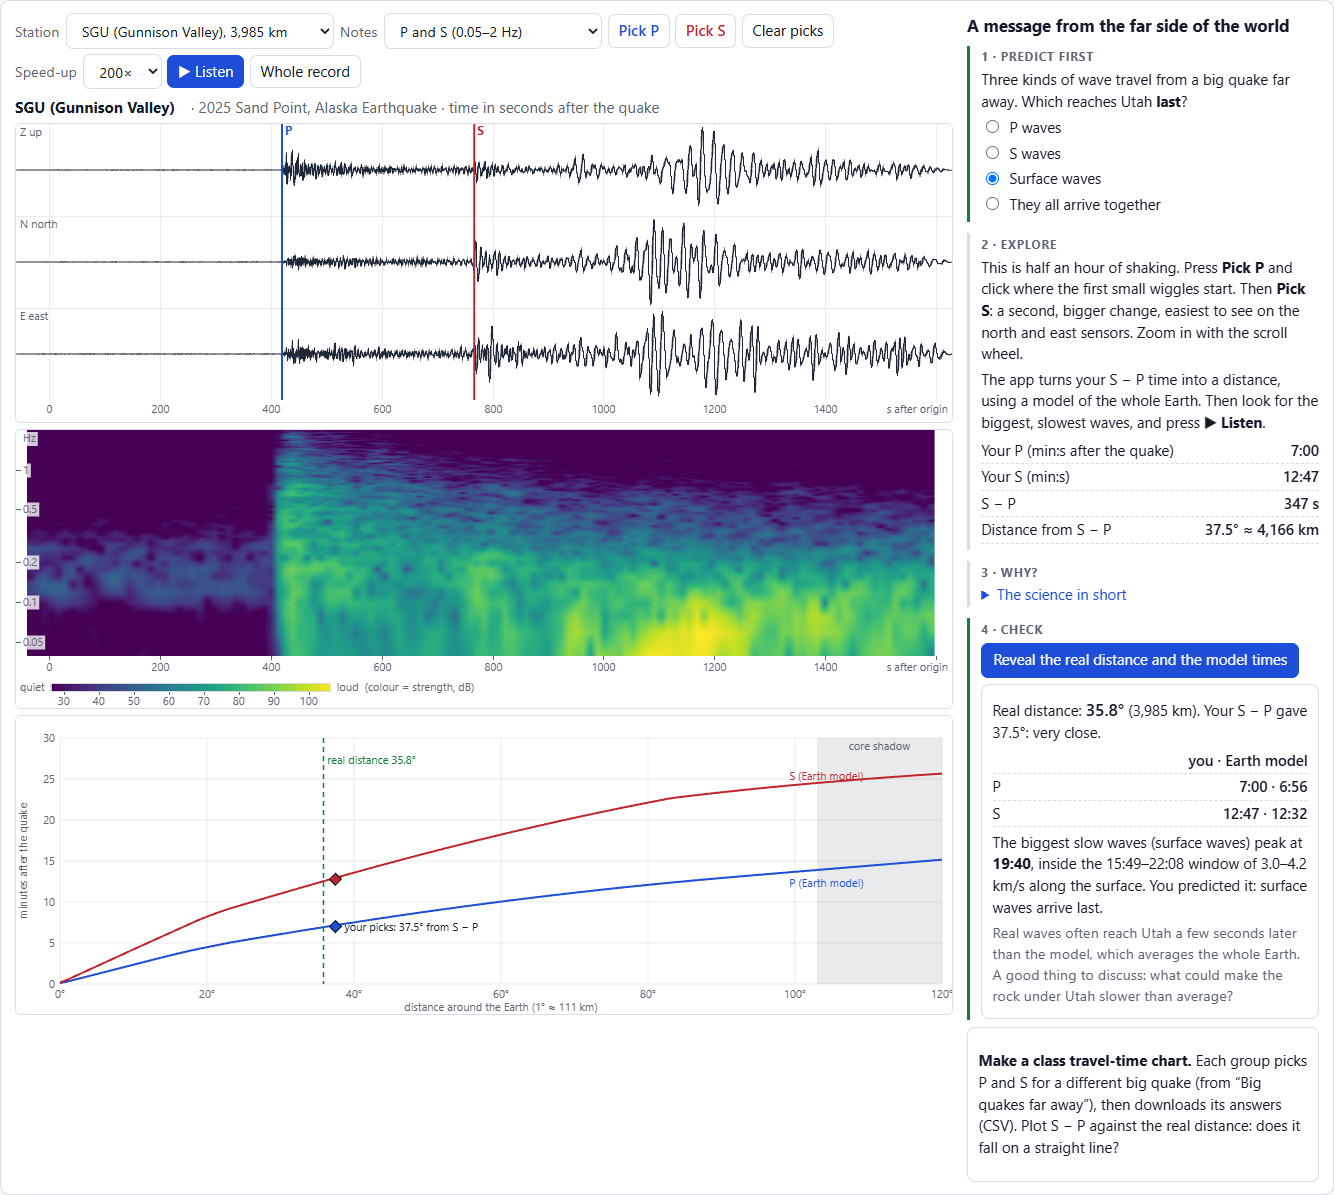 Station SGU (Gunnison Valley), 3,985 km Notes P and S (0.05–2 Hz) Pick P Pick S Clear picks
Speed-up 200× ▶ Listen Whole record
SGU (Gunnison Valley) · 2025 Sand Point, Alaska Earthquake · time in seconds after the quake
Z up
P
S
N north
E east
0 200 400 600 800 1000 1200 1400 s after origin
Hz
1
0.5
0.2
0.1
0.05
0 200 400 600 800 1000 1200 1400 s after origin
quiet loud (colour = strength, dB)
30 40 50 60 70 80 90 100
minutes after the quake
30
25
20
15
10
5
0
real distance 35.8°
core shadow
S (Earth model)
P (Earth model)
your picks: 37.5° from S − P
0° 20° 40° 60° 80° 100° 120°
distance around the Earth (1° ≈ 111 km)
A message from the far side of the world
1 · PREDICT FIRST
Three kinds of wave travel from a big quake far
away. Which reaches Utah last?
P waves
S waves
Surface waves
They all arrive together
2 · EXPLORE
This is half an hour of shaking. Press Pick P and
click where the first small wiggles start. Then Pick
S: a second, bigger change, easiest to see on the
north and east sensors. Zoom in with the scroll
wheel.
The app turns your S − P time into a distance,
using a model of the whole Earth. Then look for the
biggest, slowest waves, and press ▶ Listen.
Your P (min:s after the quake) 7:00
Your S (min:s) 12:47
S − P 347 s
Distance from S − P 37.5° ≈ 4,166 km
3 · WHY?
▶ The science in short
4 · CHECK
Reveal the real distance and the model times
Real distance: 35.8° (3,985 km). Your S − P gave
37.5°: very close.
you · Earth model
P 7:00 · 6:56
S 12:47 · 12:32
The biggest slow waves (surface waves) peak at
19:40, inside the 15:49–22:08 window of 3.0–4.2
km/s along the surface. You predicted it: surface
waves arrive last.
Real waves often reach Utah a few seconds later
than the model, which averages the whole Earth.
A good thing to discuss: what could make the
rock under Utah slower than average?
Make a class travel-time chart. Each group picks
P and S for a different big quake (from “Big
quakes far away”), then downloads its answers
(CSV). Plot S − P against the real distance: does it
fall on a straight line?